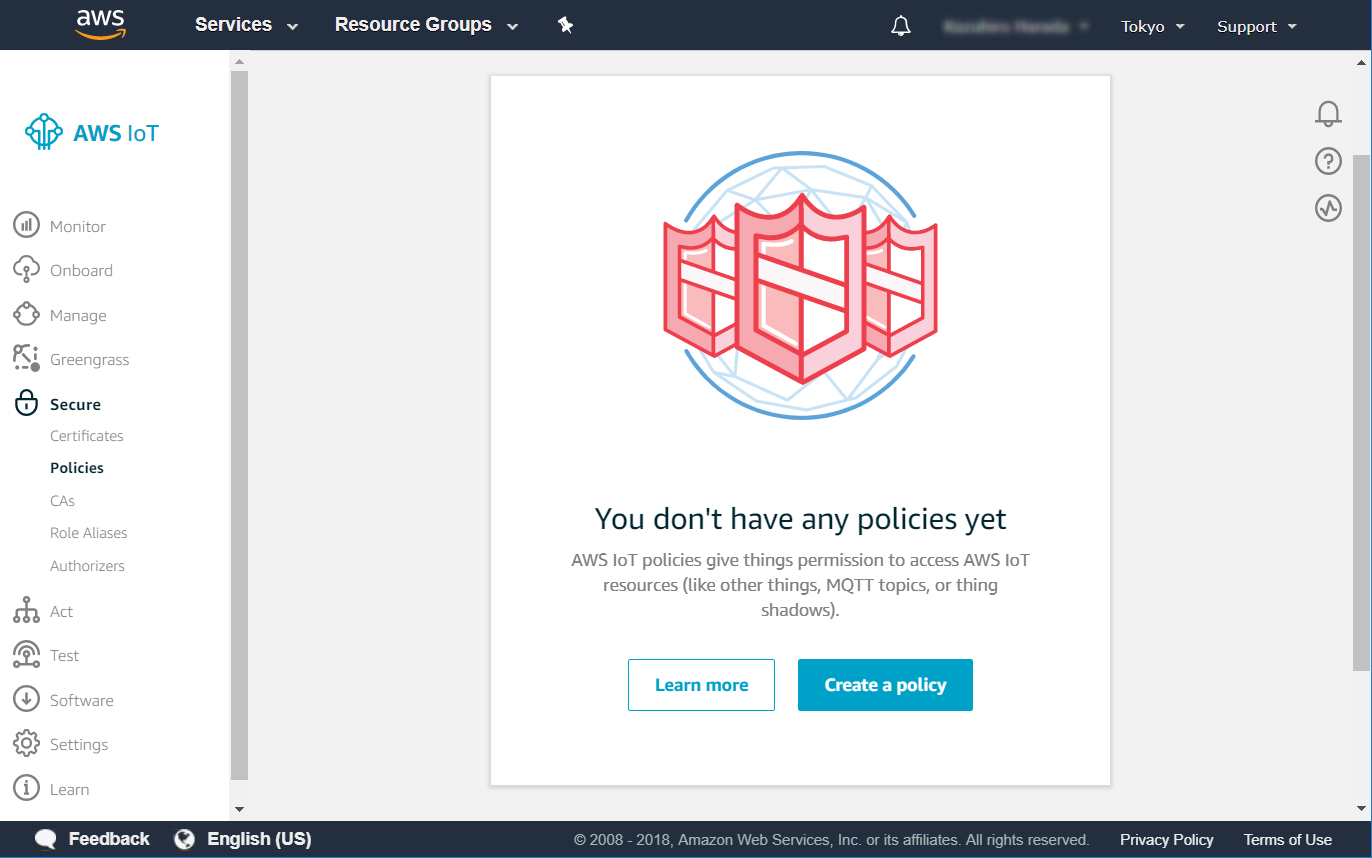 aws
Services
Resource Groups
Tokyo
Support
AWS IoT
Monitor
Onboard
Manage
Greengrass
Secure
Certificates
Policies
CAs
Role Aliases
Authorizers
Act
Test
Software
Settings
Learn
You don't have any policies yet
AWS IoT policies give things permission to access AWS IoT
resources (like other things, MQTT topics, or thing
shadows).
Learn more
Create a policy
Feedback
English (US)
© 2008 - 2018, Amazon Web Services, Inc. or its affiliates. All rights reserved.
Privacy Policy
Terms of Use